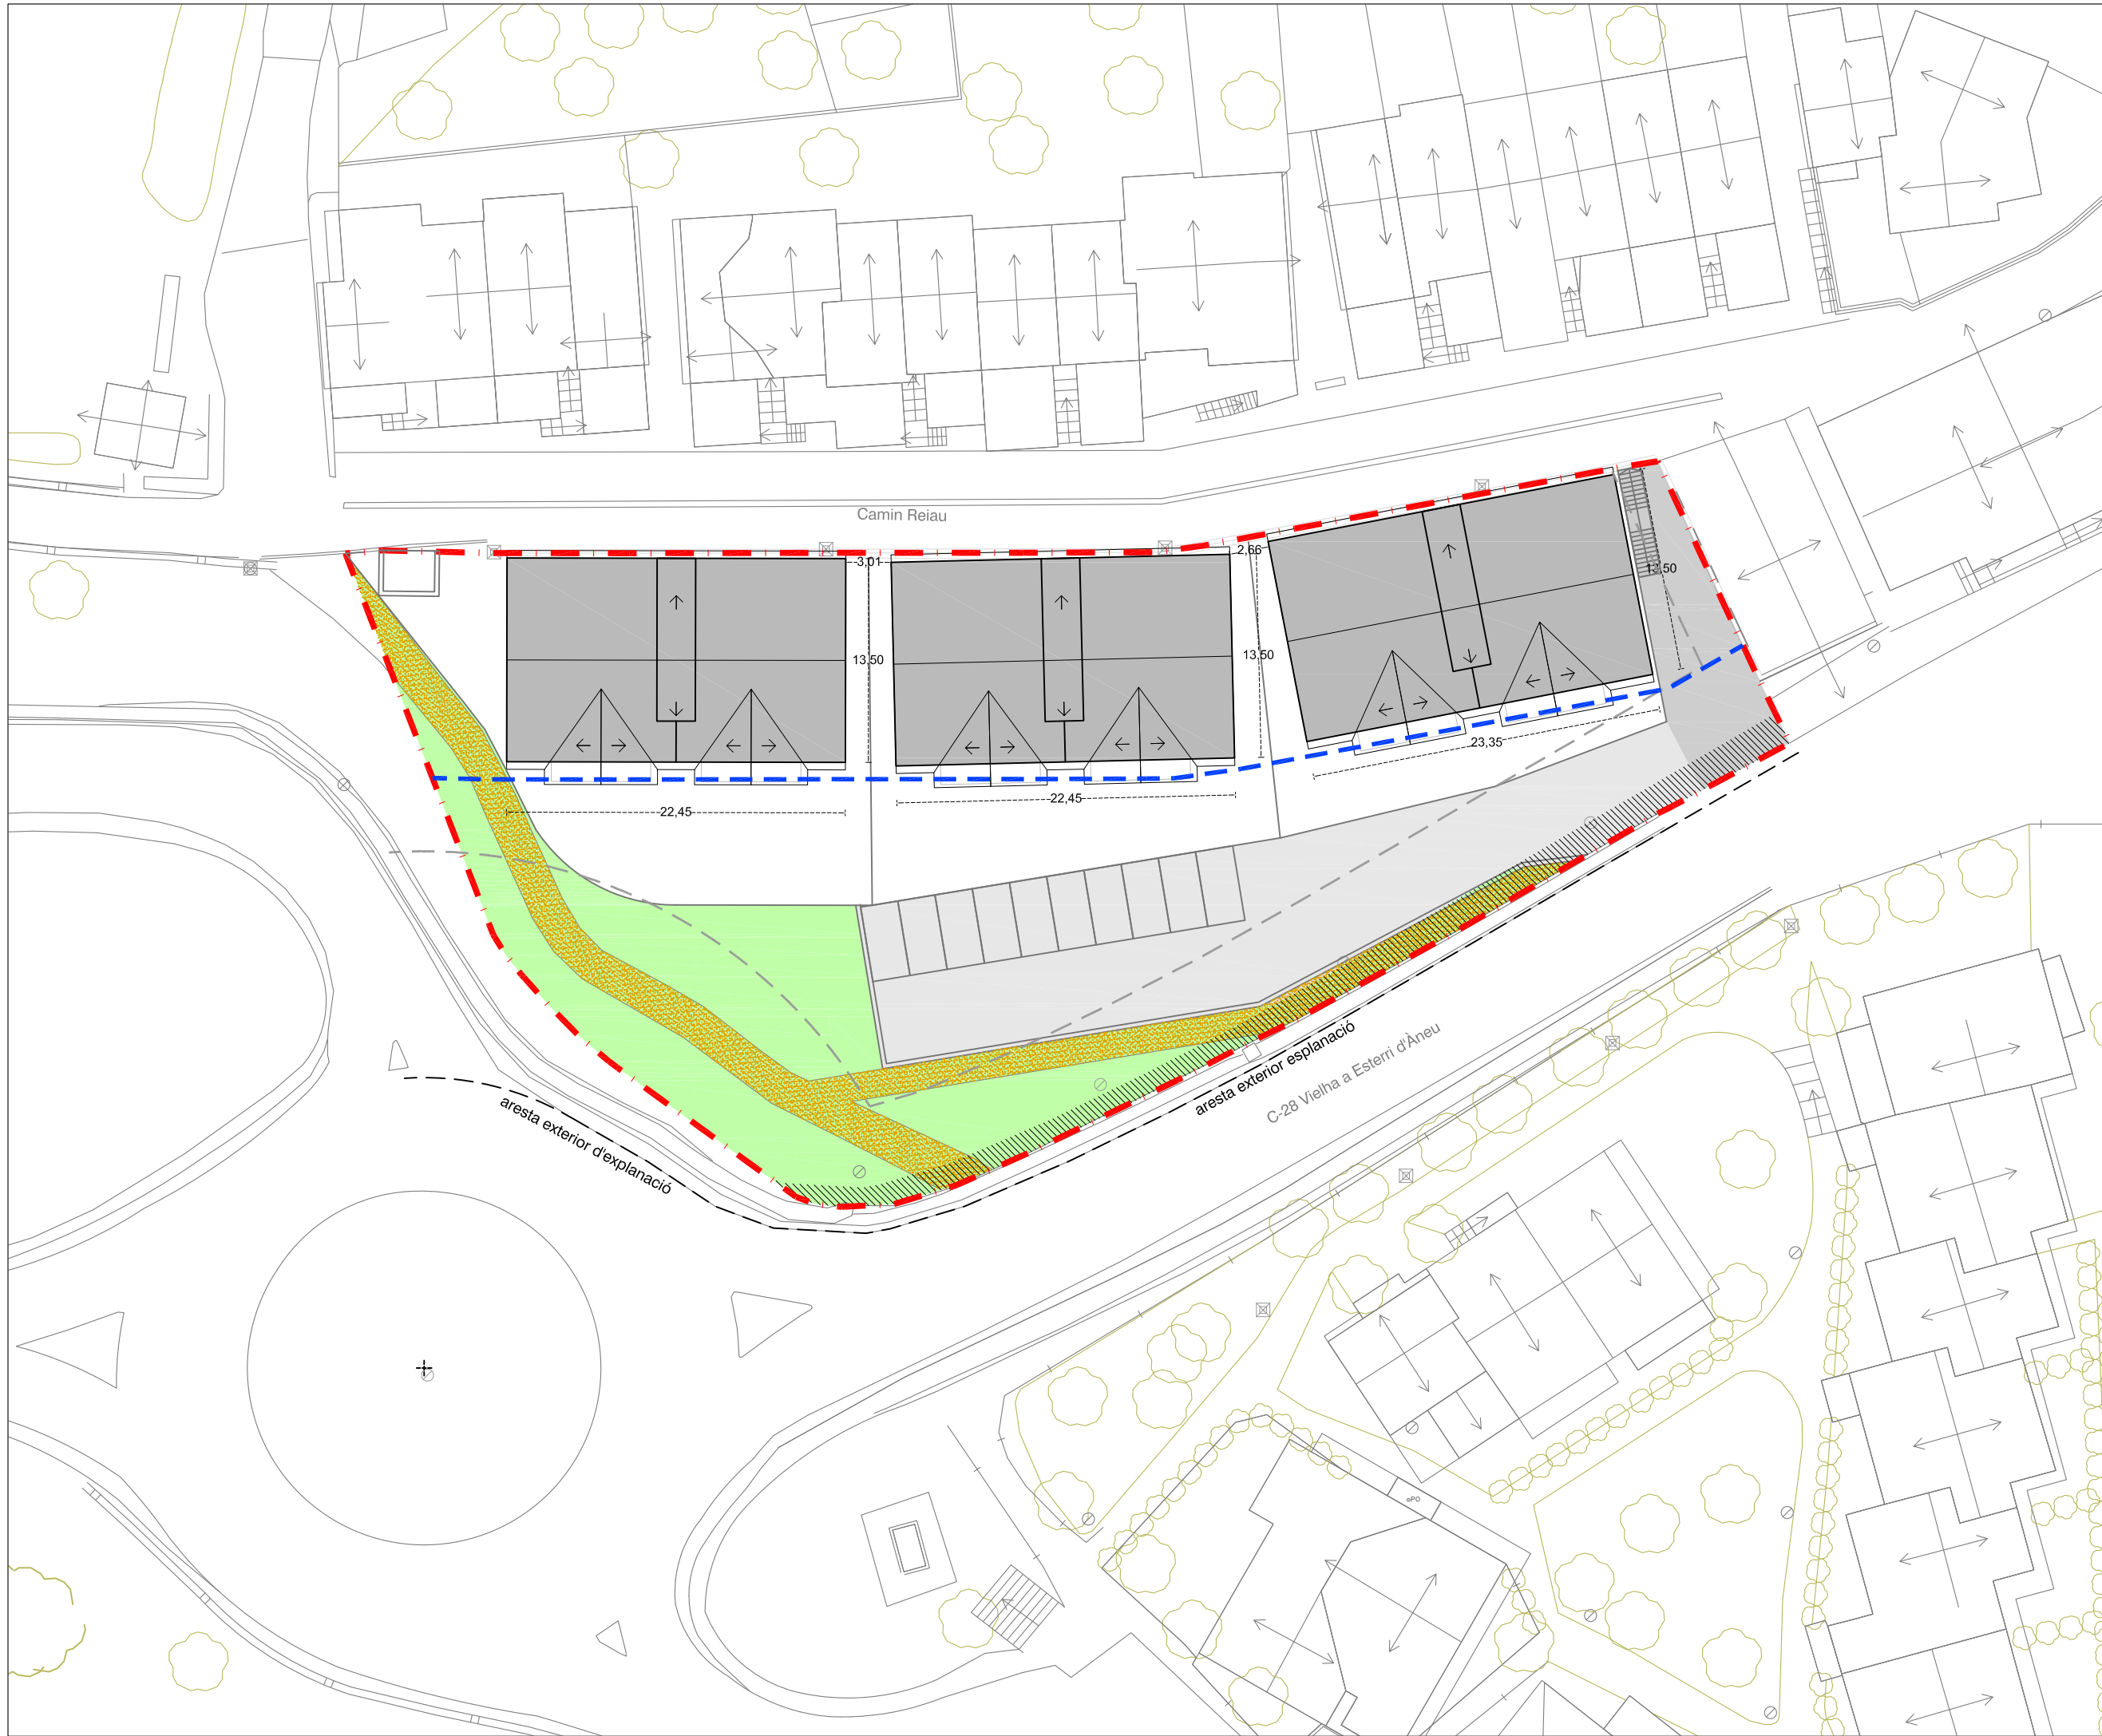 Camin Reiau
2,66
3,01
13,50
13,50
13,50
23,35
22,45
22,45
aresta exterior esplanació
C-28 Vielha a Esterri d'Àneu
aresta exterior d'explanació